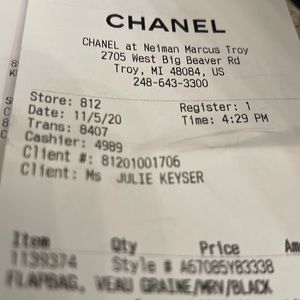 CHANEL
CHANEL at Neiman Marcus Troy
2705 West Big Beaver Rd
Troy, MI 48084, US
248-643-3300
Store: 812 Register: 1
Date: 11/5/20 Time: 4:29 PM
Trans: 8407
Cashier: 4989
Client #: 81201001706
Client: Ms JULIE KEYSER
Item Qty Price Am
1139374 Style # A67085Y83338
FLAPBAG, VEAU GRAINE/MRV/BLACK